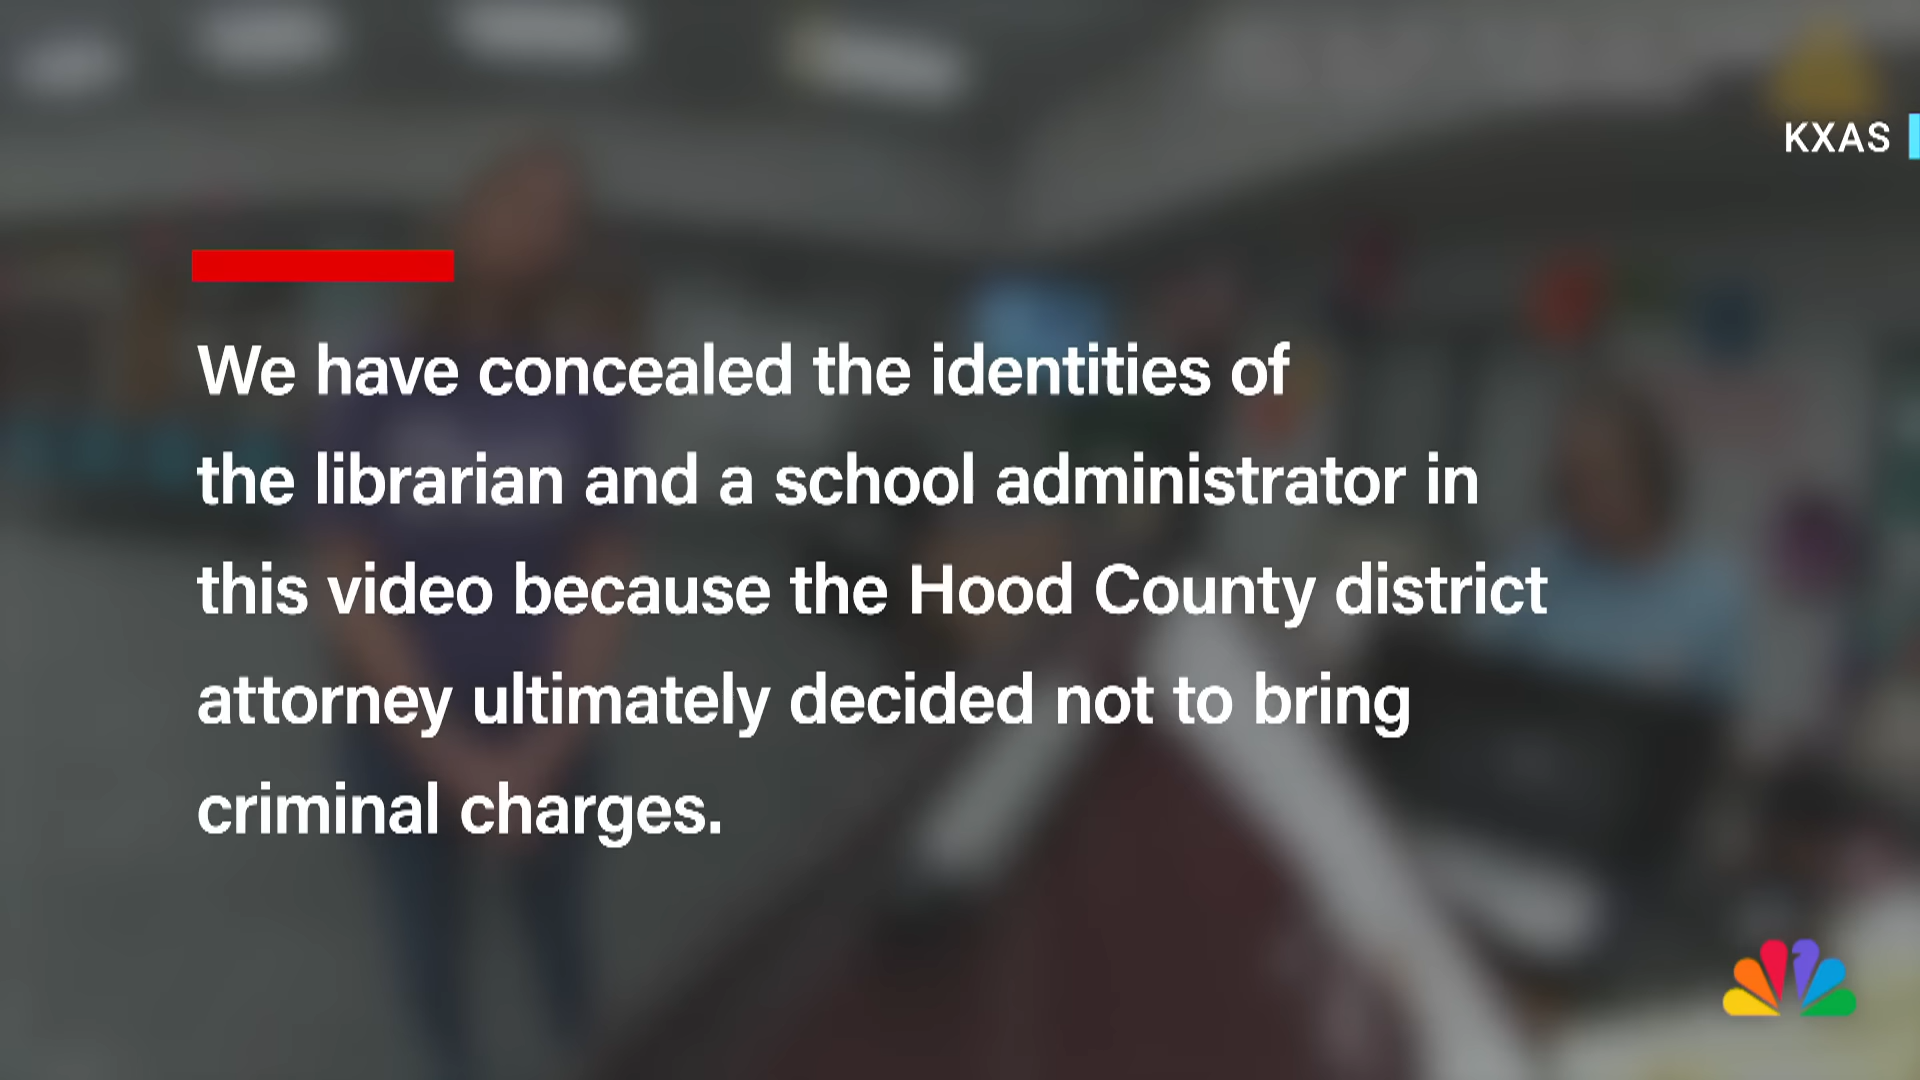 KXAS
We have concealed the identities of
the librarian and a school administrator in
this video because the Hood County district
attorney ultimately decided not to bring
criminal charges.